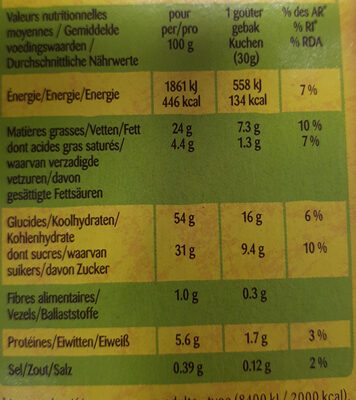 Valeurs nutritionnelles
moyennes / Gemiddelde
voedingswaarden /
Durchschnittliche Nährwerte
pour
per/pro
100 g
1 goûter
gebak
Kuchen
(30g)
% des AR*
% RI*
% RDA
Énergie/Energie/Energie
1861 kJ
446 kcal
558 kJ
134 kcal
7 %
Matières grasses/Vetten/Fett
24 g
7.3 g
10 %
dont acides gras saturés/
4.4 g
1.3 g
7 %
waarvan verzadigde
vetzuren/davon
gesättigte Fettsäuren
Glucides/Koolhydraten/
54 g
16 g
6 %
Kohlenhydrate
dont sucres/waarvan
31 g
9.4 g
10 %
suikers/davon Zucker
Fibres alimentaires/
1.0 g
0.3 g
Vezels/Ballaststoffe
Protéines/Eiwitten/Eiweiß
5.6 g
1.7 g
3 %
Sel/Zout/Salz
0.39 g
0.12 g
2 %
(8400 kJ / 2000 kcal).